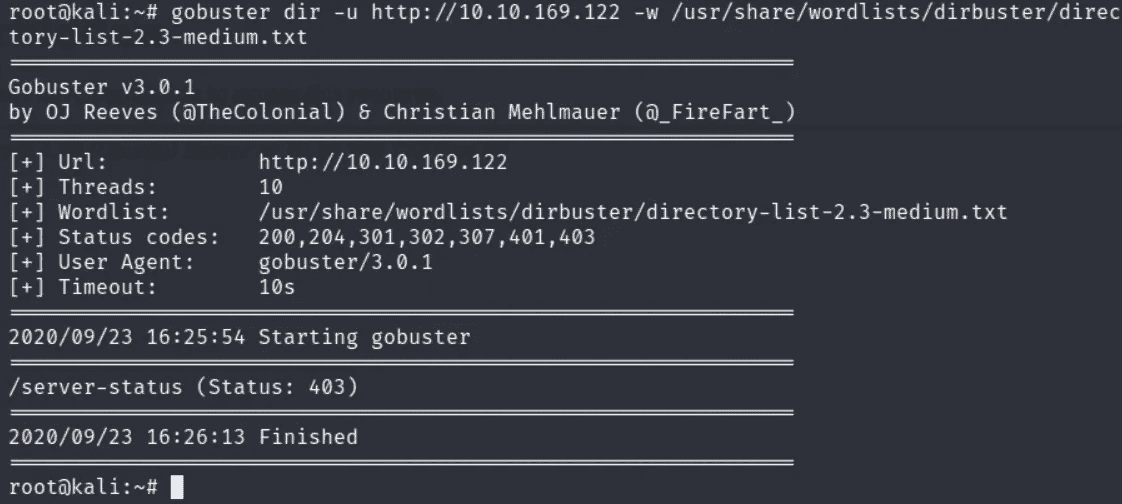 root@kali:~# gobuster dir -u http://10.10.169.122 -w /usr/share/wordlists/dirbuster/direc
tory-list-2.3-medium.txt
===============================================================
Gobuster v3.0.1
by OJ Reeves (@TheColonial) & Christian Mehlmauer (@_FireFart_)
===============================================================
[+] Url:            http://10.10.169.122
[+] Threads:        10
[+] Wordlist:       /usr/share/wordlists/dirbuster/directory-list-2.3-medium.txt
[+] Status codes:   200,204,301,302,307,401,403
[+] User Agent:     gobuster/3.0.1
[+] Timeout:        10s
===============================================================
2020/09/23 16:25:54 Starting gobuster
===============================================================
/server-status (Status: 403)
===============================================================
2020/09/23 16:26:13 Finished
===============================================================
root@kali:~#